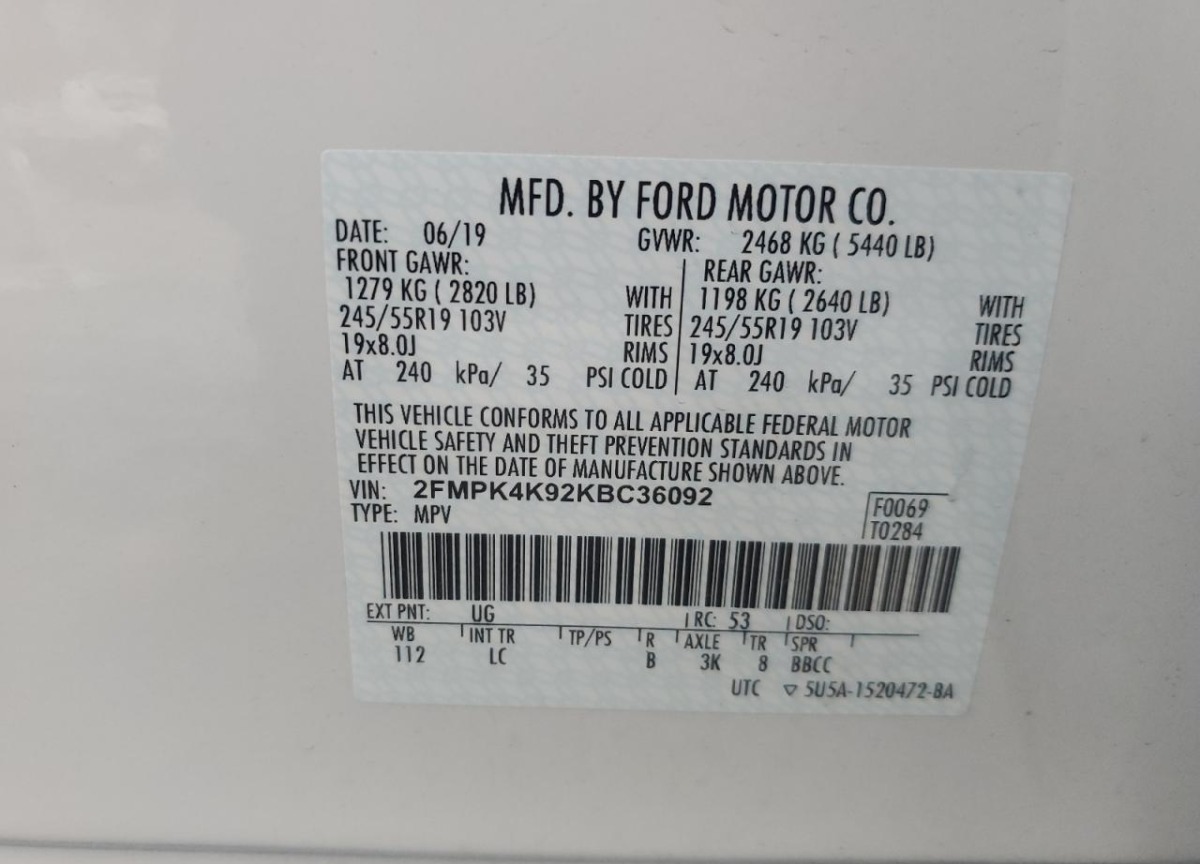 MFD. BY FORD MOTOR CO.
DATE: 06/19 GVWR: 2468 KG ( 5440 LB)
FRONT GAWR: REAR GAWR:
1279 KG ( 2820 LB) WITH 1198 KG ( 2640 LB) WITH
245/55R19 103V TIRES 245/55R19 103V TIRES
19x8.0J RIMS 19x8.0J RIMS
AT 240 kPa/ 35 PSI COLD AT 240 kPa/ 35 PSI COLD
THIS VEHICLE CONFORMS TO ALL APPLICABLE FEDERAL MOTOR
VEHICLE SAFETY AND THEFT PREVENTION STANDARDS IN
EFFECT ON THE DATE OF MANUFACTURE SHOWN ABOVE.
VIN: 2FMPK4K92KBC36092 F0069
TYPE: MPV T0284
EXT PNT: UG RC: 53 DSO:
WB INT TR TP/PS R AXLE TR SPR
112 LC B 3K 8 BBCC
UTC ▽ 5U5A-1520472-BA